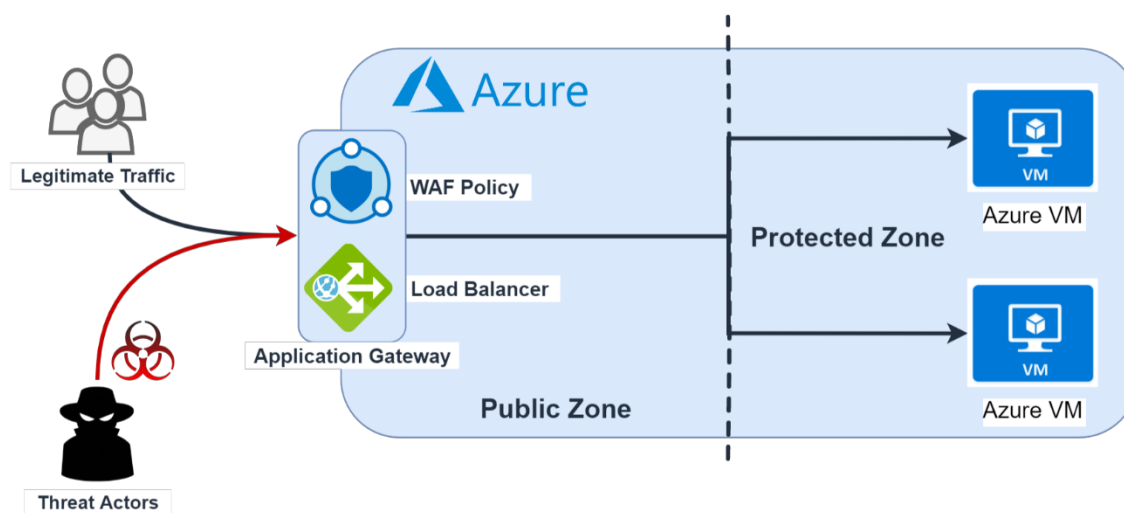 Azure
Legitimate Traffic
WAF Policy
VM
Azure VM
Protected Zone
Load Balancer
Application Gateway
VM
Azure VM
Public Zone
Threat Actors